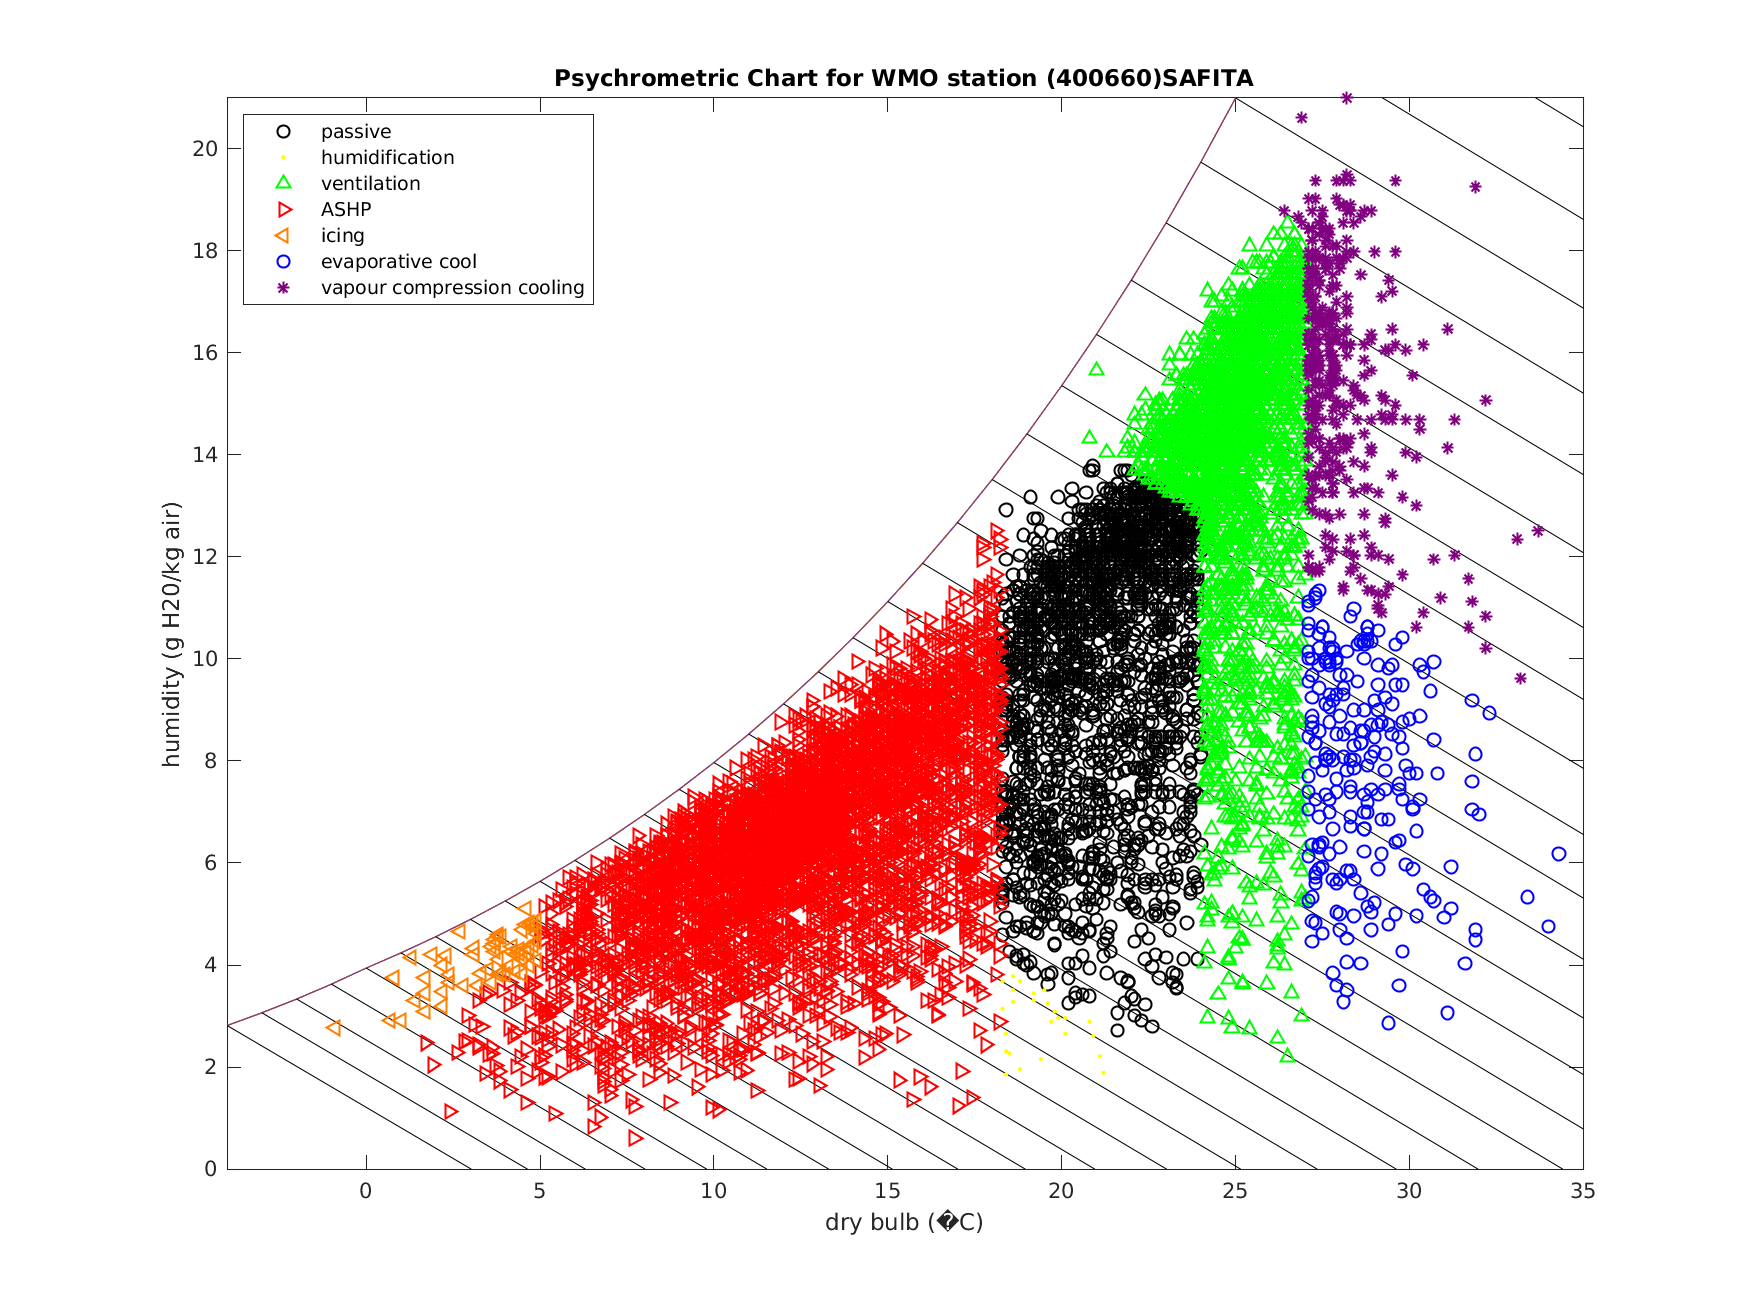 Psychrometric Chart for WMO station (400660)SAFITA
passive
humidification
ventilation
ASHP
icing
evaporative cool
vapour compression cooling
humidity (g H20/kg air)
20
18
16
14
12
10
8
6
4
2
0
0 5 10 15 20 25 30 35
dry bulb (�C)